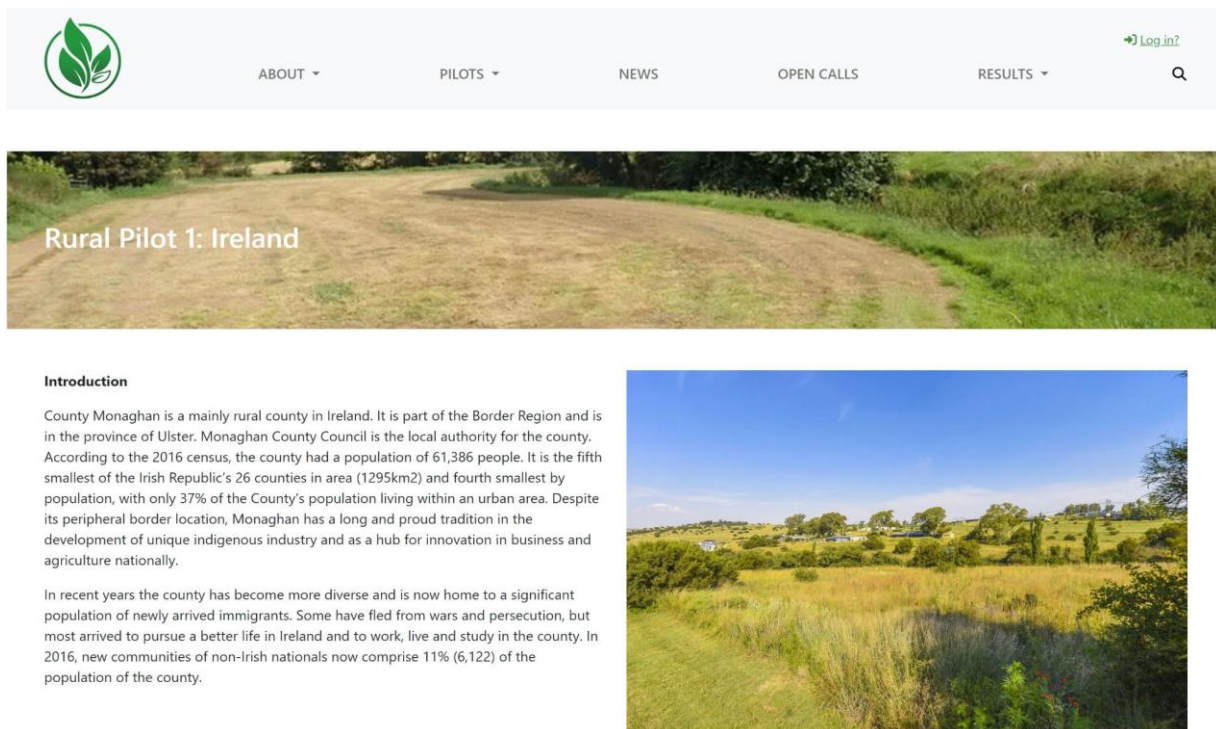 Log in?
ABOUT
PILOTS
NEWS
OPEN CALLS
RESULTS
Rural Pilot 1: Ireland
Introduction
County Monaghan is a mainly rural county in Ireland. It is part of the Border Region and is
in the province of Ulster. Monaghan County Council is the local authority for the county.
According to the 2016 census, the county had a population of 61,386 people. It is the fifth
smallest of the Irish Republic's 26 counties in area (1295km2) and fourth smallest by
population, with only 37% of the County's population living within an urban area. Despite
its peripheral border location, Monaghan has a long and proud tradition in the
development of unique indigenous industry and as a hub for innovation in business and
agriculture nationally.
In recent years the county has become more diverse and is now home to a significant
population of newly arrived immigrants. Some have fled from wars and persecution, but
most arrived to pursue a better life in Ireland and to work, live and study in the county. In
2016, new communities of non-Irish nationals now comprise 11% (6,122) of the
population of the county.